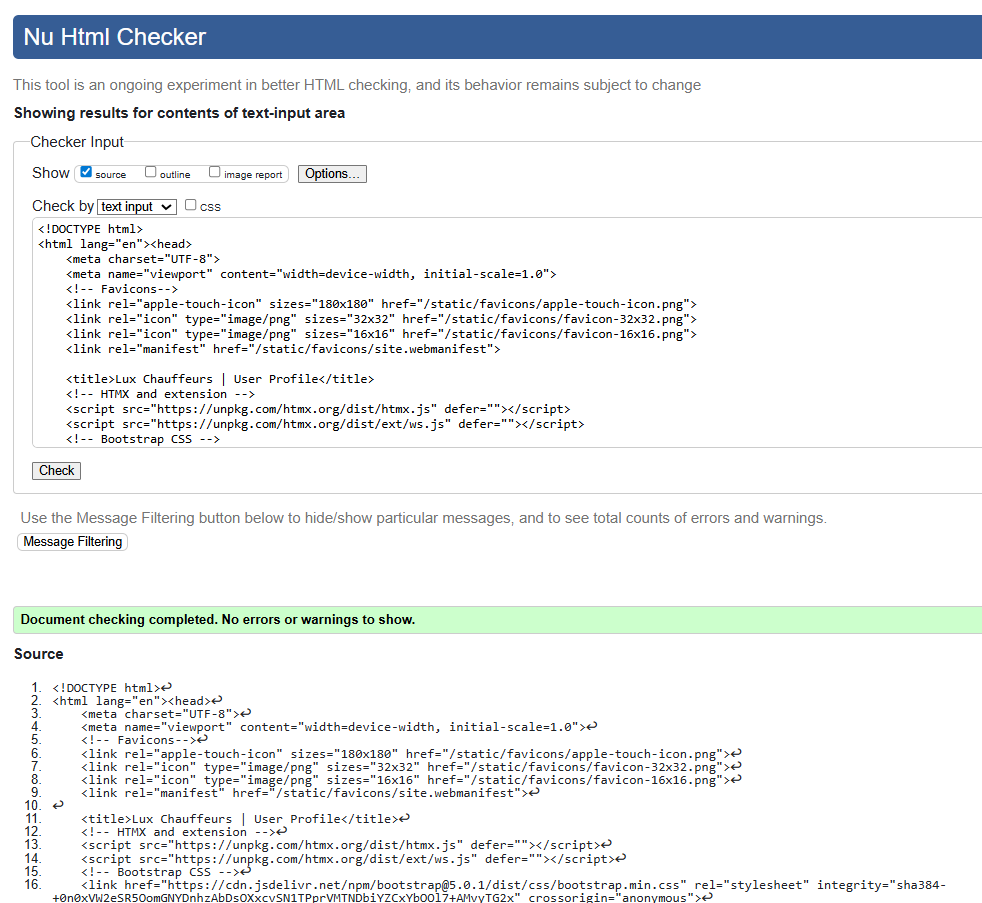 Nu Html Checker
This tool is an ongoing experiment in better HTML checking, and its behavior remains subject to change
Showing results for contents of text-input area
Checker Input
Show source outline image report Options...
Check by text input css
<!DOCTYPE html>
<html lang="en"><head>
    <meta charset="UTF-8">
    <meta name="viewport" content="width=device-width, initial-scale=1.0">
    <!-- Favicons-->
    <link rel="apple-touch-icon" sizes="180x180" href="/static/favicons/apple-touch-icon.png">
    <link rel="icon" type="image/png" sizes="32x32" href="/static/favicons/favicon-32x32.png">
    <link rel="icon" type="image/png" sizes="16x16" href="/static/favicons/favicon-16x16.png">
    <link rel="manifest" href="/static/favicons/site.webmanifest">
    <title>Lux Chauffeurs | User Profile</title>
    <!-- HTMX and extension -->
    <script src="https://unpkg.com/htmx.org/dist/htmx.js" defer=""></script>
    <script src="https://unpkg.com/htmx.org/dist/ext/ws.js" defer=""></script>
    <!-- Bootstrap CSS -->
Check
Use the Message Filtering button below to hide/show particular messages, and to see total counts of errors and warnings.
Message Filtering
Document checking completed. No errors or warnings to show.
Source
1. <!DOCTYPE html>↩
2. <html lang="en"><head>↩
3.     <meta charset="UTF-8">↩
4.     <meta name="viewport" content="width=device-width, initial-scale=1.0">↩
5.     <!-- Favicons-->↩
6.     <link rel="apple-touch-icon" sizes="180x180" href="/static/favicons/apple-touch-icon.png">↩
7.     <link rel="icon" type="image/png" sizes="32x32" href="/static/favicons/favicon-32x32.png">↩
8.     <link rel="icon" type="image/png" sizes="16x16" href="/static/favicons/favicon-16x16.png">↩
9.     <link rel="manifest" href="/static/favicons/site.webmanifest">↩
10. ↩
11.     <title>Lux Chauffeurs | User Profile</title>↩
12.     <!-- HTMX and extension -->↩
13.     <script src="https://unpkg.com/htmx.org/dist/htmx.js" defer=""></script>↩
14.     <script src="https://unpkg.com/htmx.org/dist/ext/ws.js" defer=""></script>↩
15.     <!-- Bootstrap CSS -->↩
16.     <link href="https://cdn.jsdelivr.net/npm/bootstrap@5.0.1/dist/css/bootstrap.min.css" rel="stylesheet" integrity="sha384-
+0n0xVW2eSR5OomGNYDnhzAbDsOXxcvSN1TPprVMTNDbiYZCxYbOOl7+AMvyTG2x" crossorigin="anonymous">↩